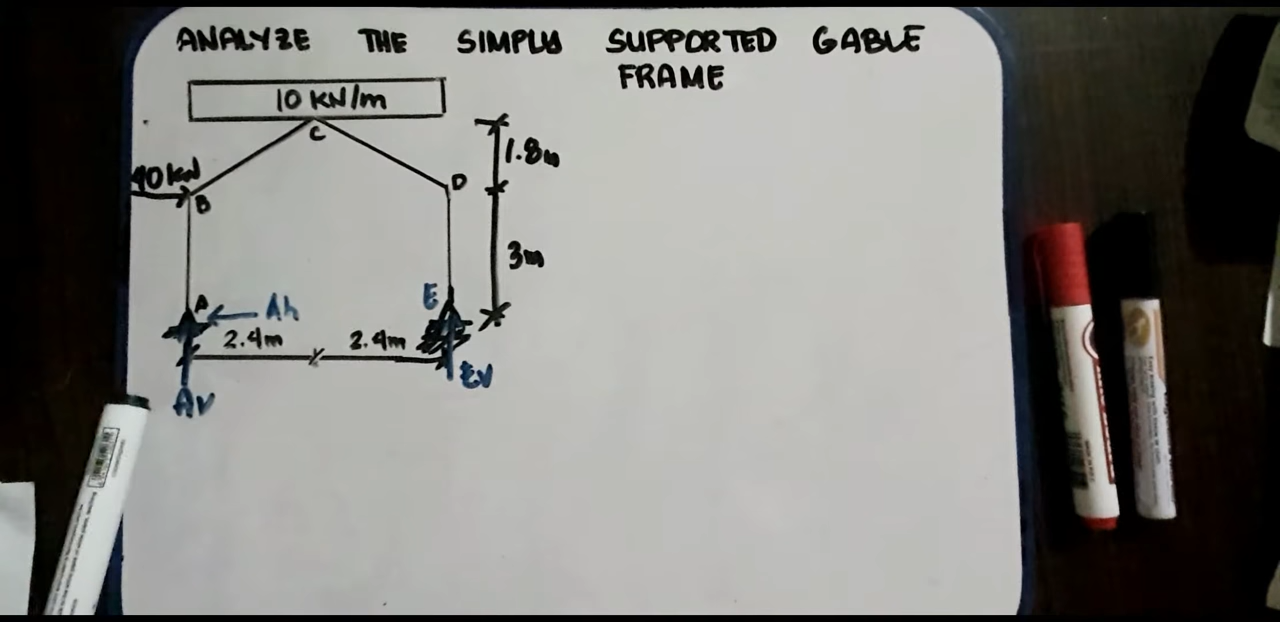 ANALYZE THE SIMPLY SUPPORTED GABLE
FRAME
10 KN/m
C
1.8m
40 kN
B
D
3m
A
Ah
E
2.4m
2.4m
Av
Ev